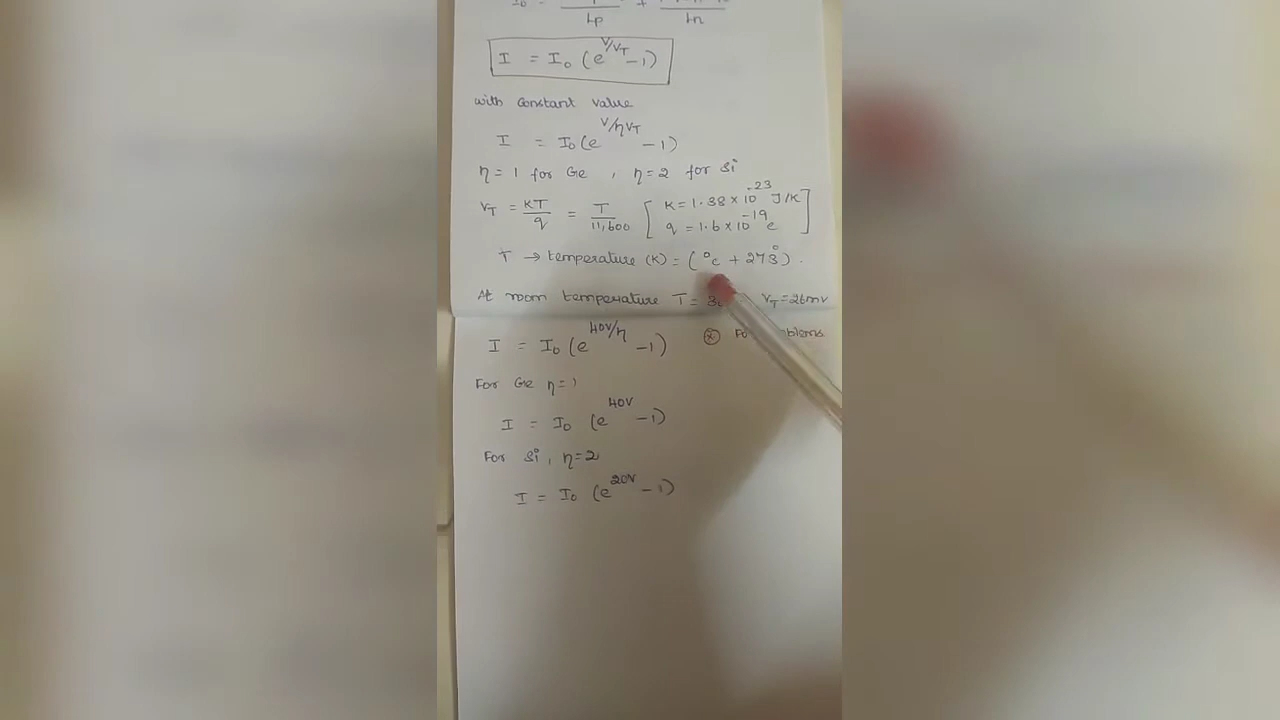 Lp + Ln
I = I₀ (e^V/VT - 1)
with constant value
I = I₀(e^V/ηVT - 1)
η = 1 for Ge , η = 2 for Si
VT = KT/q = T/11,600 [ K = 1.38 × 10^-23 J/K
q = 1.6 × 10^-19 c ]
T → temperature (K) = (°c + 273°).
At room temperature T = VT = 26mv
I = I₀(e^40V/η - 1) (x)
For Ge η = 1
I = I₀ (e^40V - 1)
For Si, η = 2
I = I₀ (e^20V - 1)